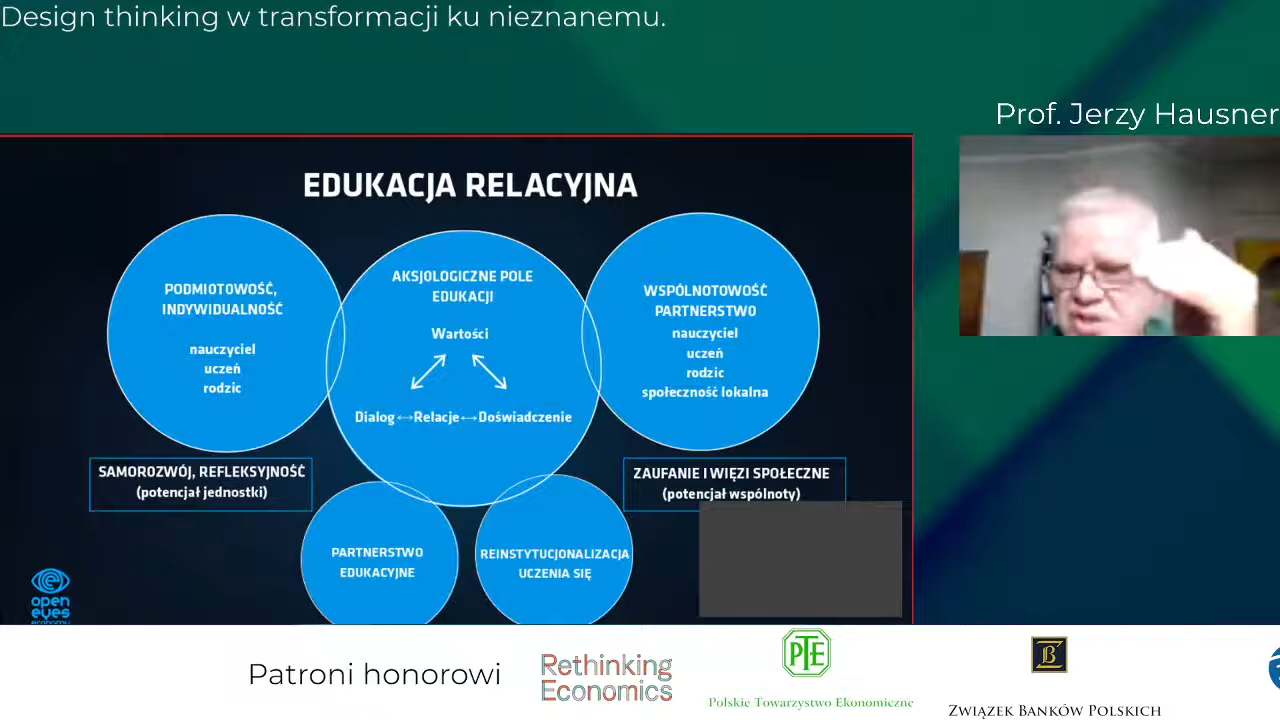 Design thinking w transformacji ku nieznanemu.
Prof. Jerzy Hausner
EDUKACJA RELACYJNA
PODMIOTOWOŚĆ,
INDYWIDUALNOŚĆ
nauczyciel
uczeń
rodzic
AKSJOLOGICZNE POLE
EDUKACJI
Wartości
Dialog↔Relacje↔Doświadczenie
WSPÓLNOTOWOŚĆ
PARTNERSTWO
nauczyciel
uczeń
rodzic
społeczność lokalna
SAMOROZWÓJ, REFLEKSYJNOŚĆ
(potencjał jednostki)
ZAUFANIE I WIĘZI SPOŁECZNE
(potencjał wspólnoty)
PARTNERSTWO
EDUKACYJNE
REINSTYTUCJONALIZACJA
UCZENIA SIĘ
open
eyes
economy
Patroni honorowi
Rethinking
Economics
PTE
Polskie Towarzystwo Ekonomiczne
B
ZWIĄZEK BANKÓW POLSKICH